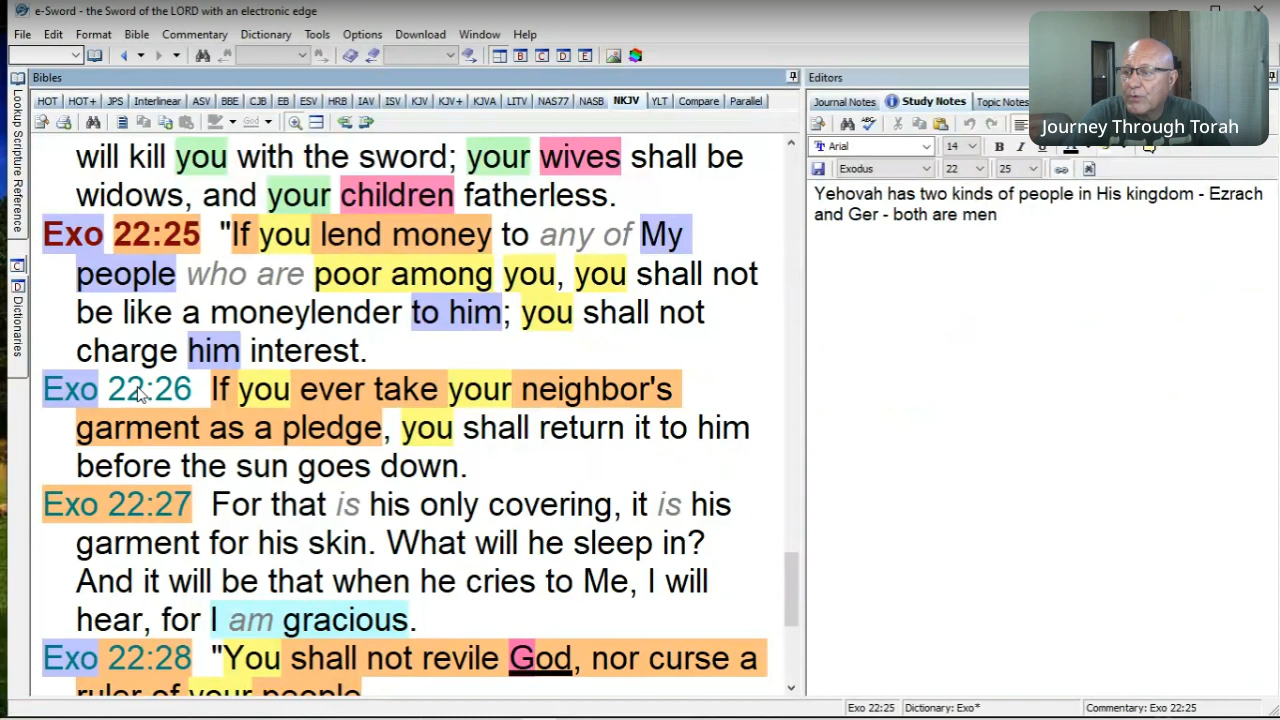 e-Sword - the Sword of the LORD with an electronic edge
File Edit Format Bible Commentary Dictionary Tools Options Download Window Help
Bibles
HOT HOT+ JPS Interlinear ASV BBE CJB EB ESV HRB IAV ISV KJV KJV+ KJVA LITV NAS77 NASB NKJV YLT Compare Parallel
Lookup Scripture Reference
C
D Dictionaries
will kill you with the sword; your wives shall be
widows, and your children fatherless.
Exo 22:25 "If you lend money to any of My
people who are poor among you, you shall not
be like a moneylender to him; you shall not
charge him interest.
Exo 22:26 If you ever take your neighbor's
garment as a pledge, you shall return it to him
before the sun goes down.
Exo 22:27 For that is his only covering, it is his
garment for his skin. What will he sleep in?
And it will be that when he cries to Me, I will
hear, for I am gracious.
Exo 22:28 "You shall not revile God, nor curse a
ruler of your people.
Editors
Journal Notes Study Notes Topic Notes
Arial 14 B I U
Exodus 22 25
Yehovah has two kinds of people in His kingdom - Ezrach
and Ger - both are men
Journey Through Torah
Exo 22:25 Dictionary: Exo* Commentary: Exo 22:25